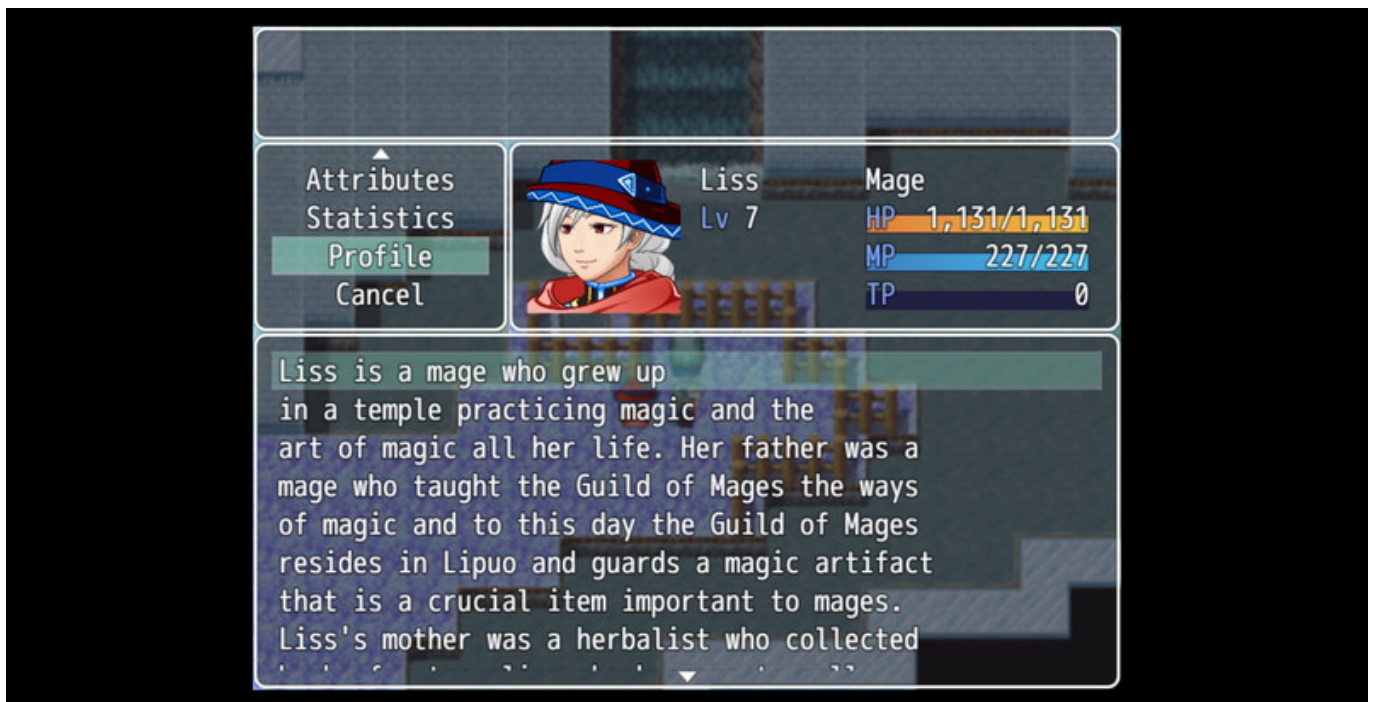 Attributes
Statistics
Profile
Cancel
Liss Mage
Lv 7 HP 1,131/1,131
MP 227/227
TP 0
Liss is a mage who grew up
in a temple practicing magic and the
art of magic all her life. Her father was a
mage who taught the Guild of Mages the ways
of magic and to this day the Guild of Mages
resides in Lipuo and guards a magic artifact
that is a crucial item important to mages.
Liss's mother was a herbalist who collected